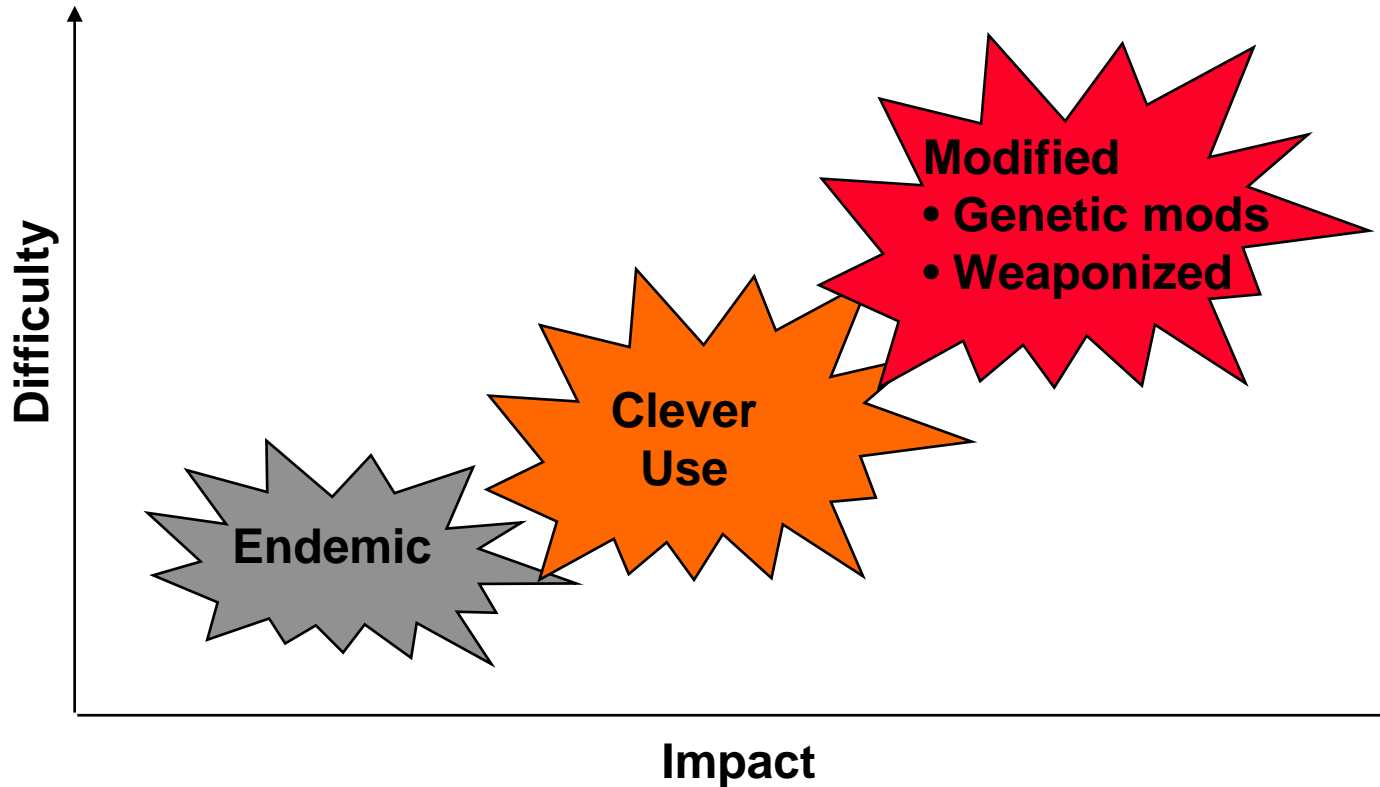 Difficulty
Modified
• Genetic mods
• Weaponized
Clever
Use
Endemic
Impact